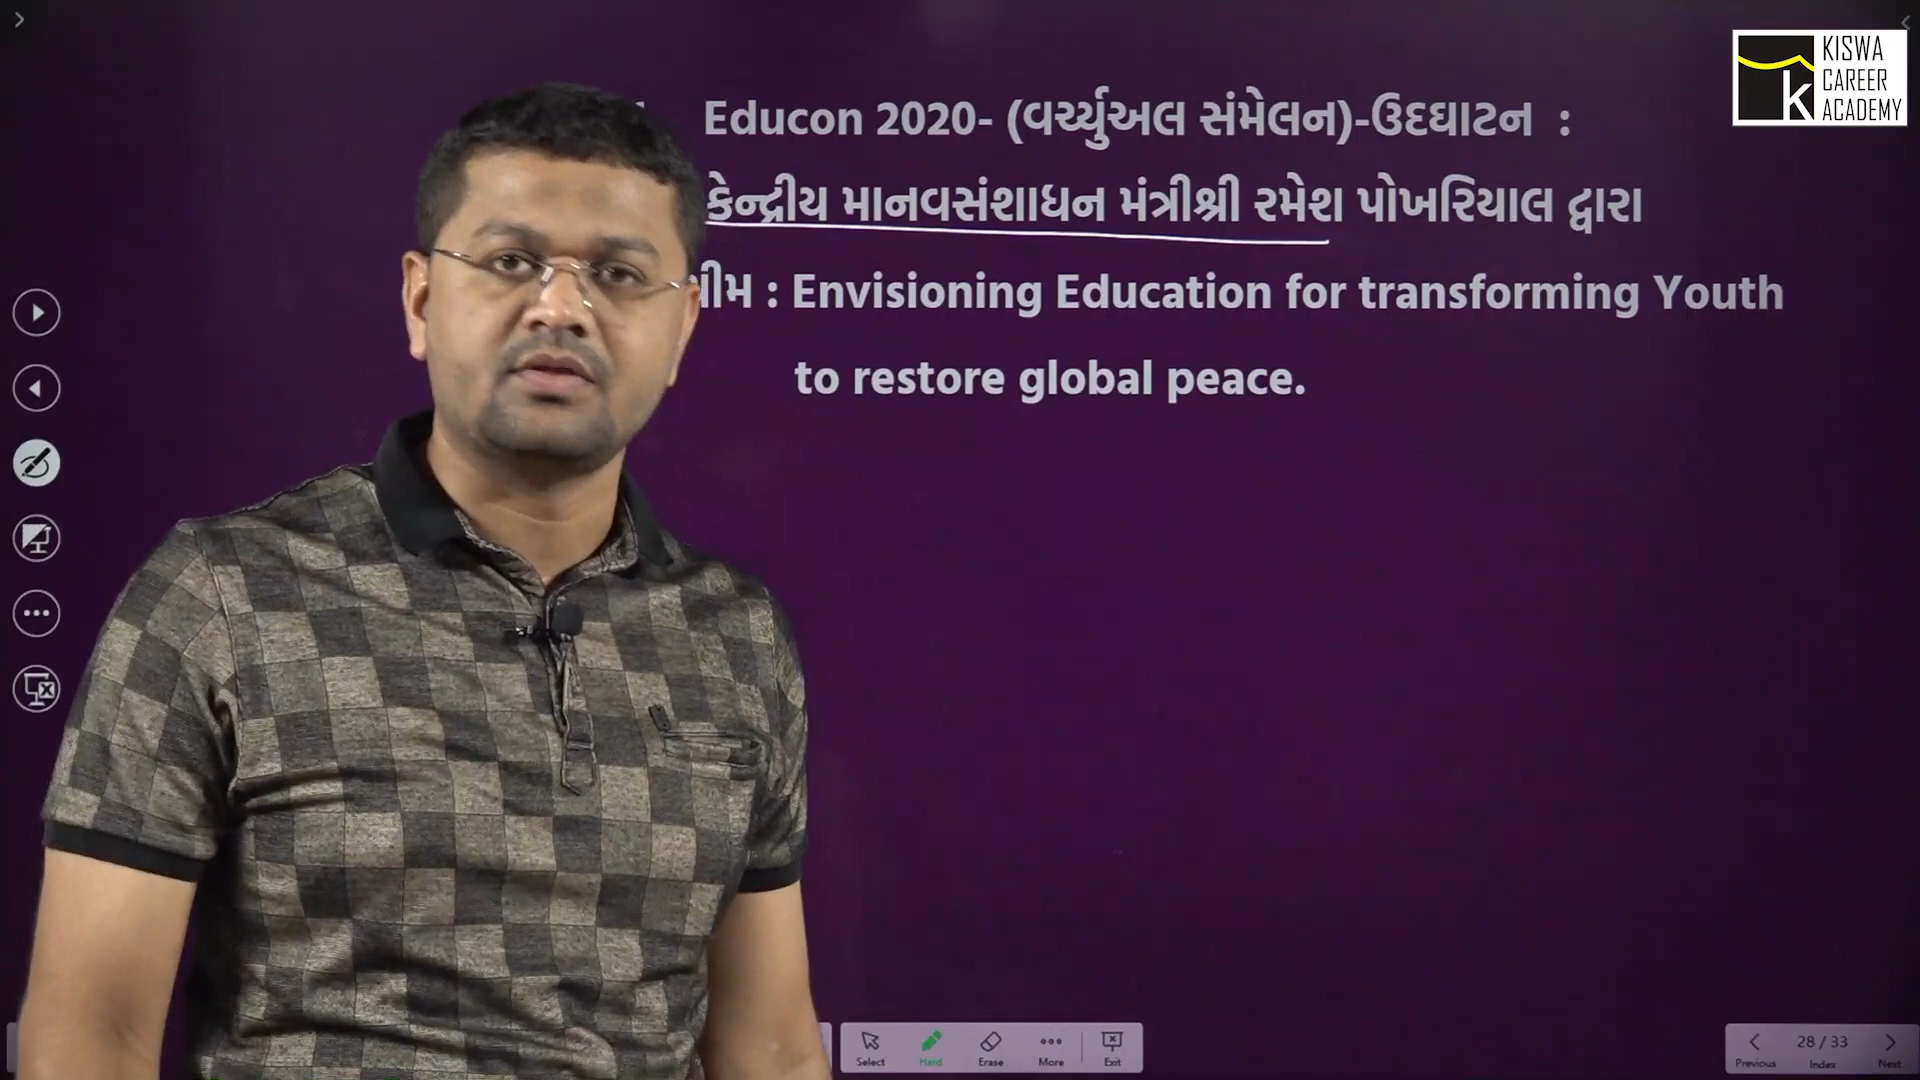 KISWA
CAREER
ACADEMY
Educon 2020- (વર્ચ્યુઅલ સંમેલન)-ઉદઘાટન :
કેન્દ્રીય માનવસંશાધન મંત્રીશ્રી રમેશ પોખરિયાલ દ્વારા
: Envisioning Education for transforming Youth
to restore global peace.
Select Hard Erase More Exit
28 / 33
Previous Index Next